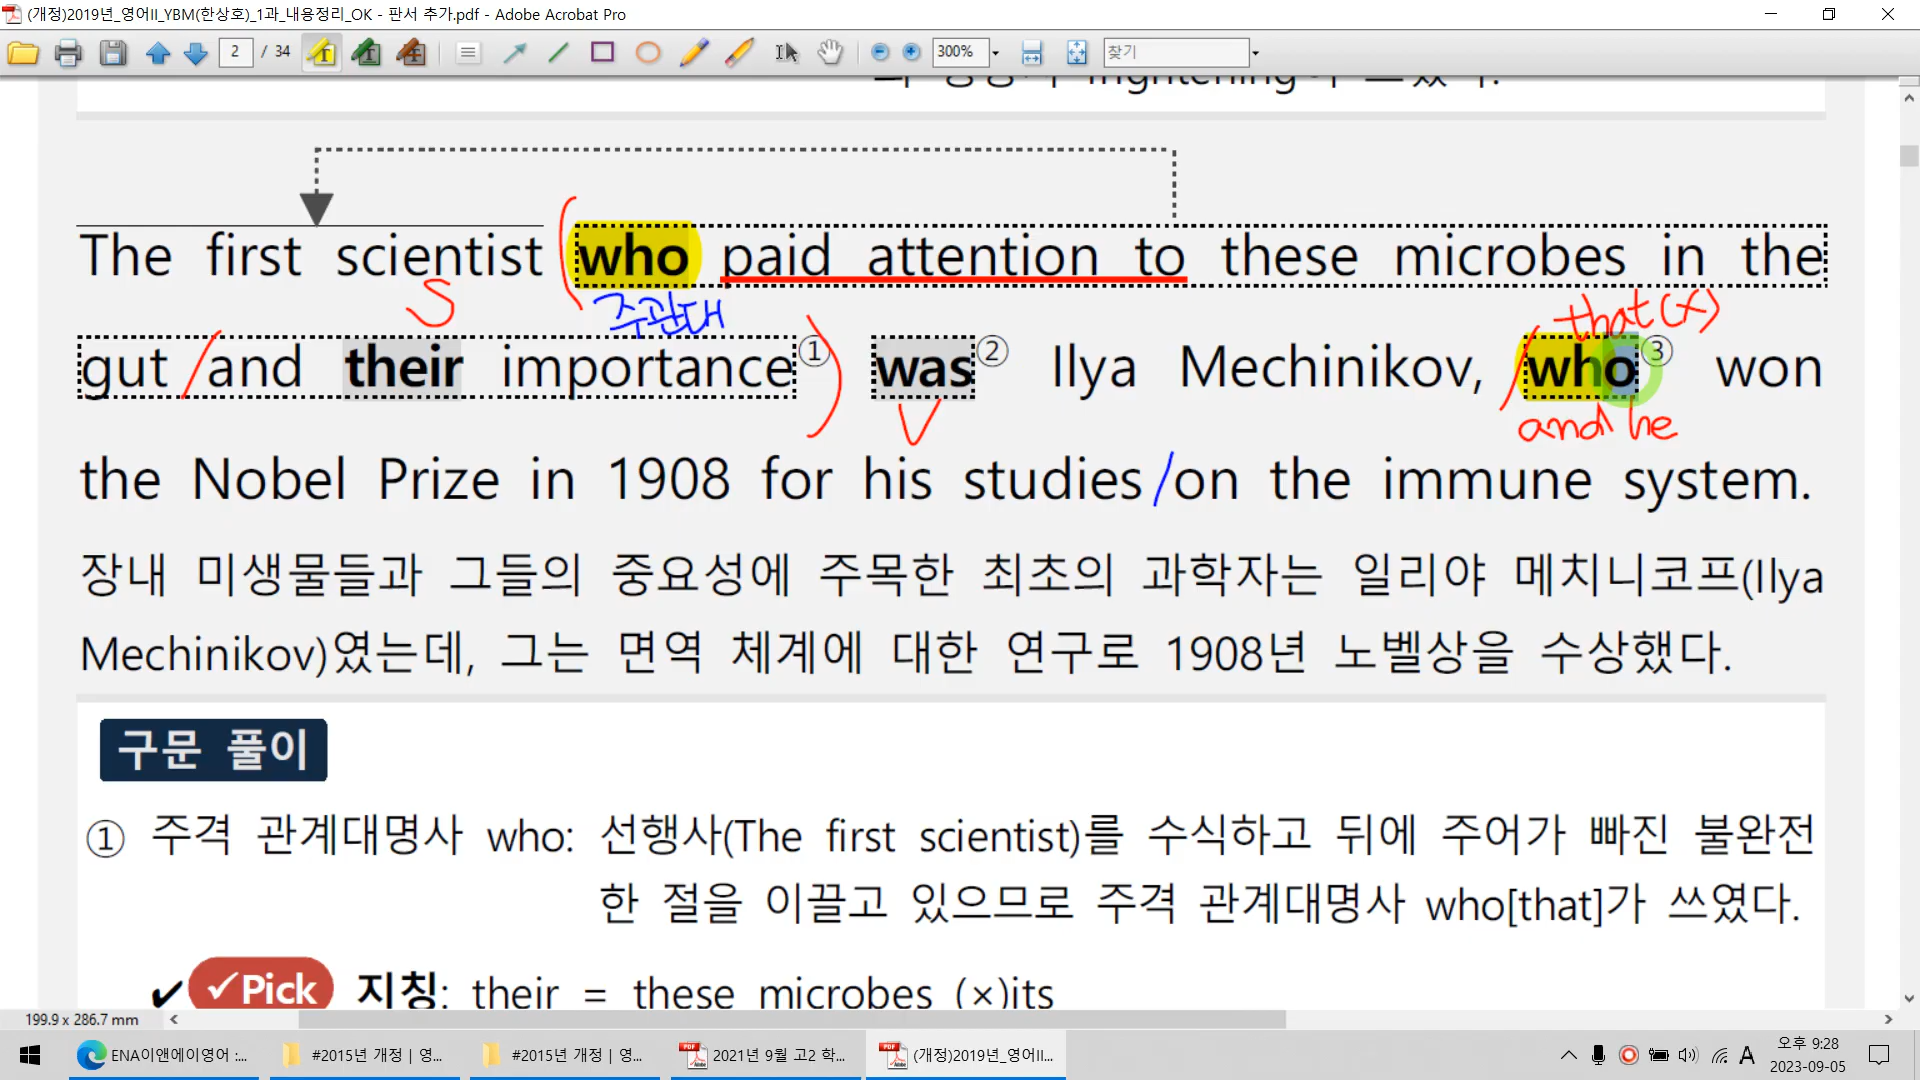 (개정)2019년_영어II_YBM(한상호)_1과_내용정리_OK - 판서 추가.pdf - Adobe Acrobat Pro
2 / 34 300% 찾기
The first scientist who paid attention to these microbes in the
S 주관대 that(x)
gut / and their importance① was② Ilya Mechinikov, who③ won
V and he
the Nobel Prize in 1908 for his studies / on the immune system.
장내 미생물들과 그들의 중요성에 주목한 최초의 과학자는 일리야 메치니코프(Ilya
Mechinikov)였는데, 그는 면역 체계에 대한 연구로 1908년 노벨상을 수상했다.
구문 풀이
① 주격 관계대명사 who: 선행사(The first scientist)를 수식하고 뒤에 주어가 빠진 불완전
한 절을 이끌고 있으므로 주격 관계대명사 who[that]가 쓰였다.
✔ ✓Pick 지칭: their = these microbes (×)its
199.9 x 286.7 mm
ENA이앤에이영어 :... #2015년 개정 | 영... #2015년 개정 | 영... 2021년 9월 고2 학... (개정)2019년_영어II... A 오후 9:28
2023-09-05